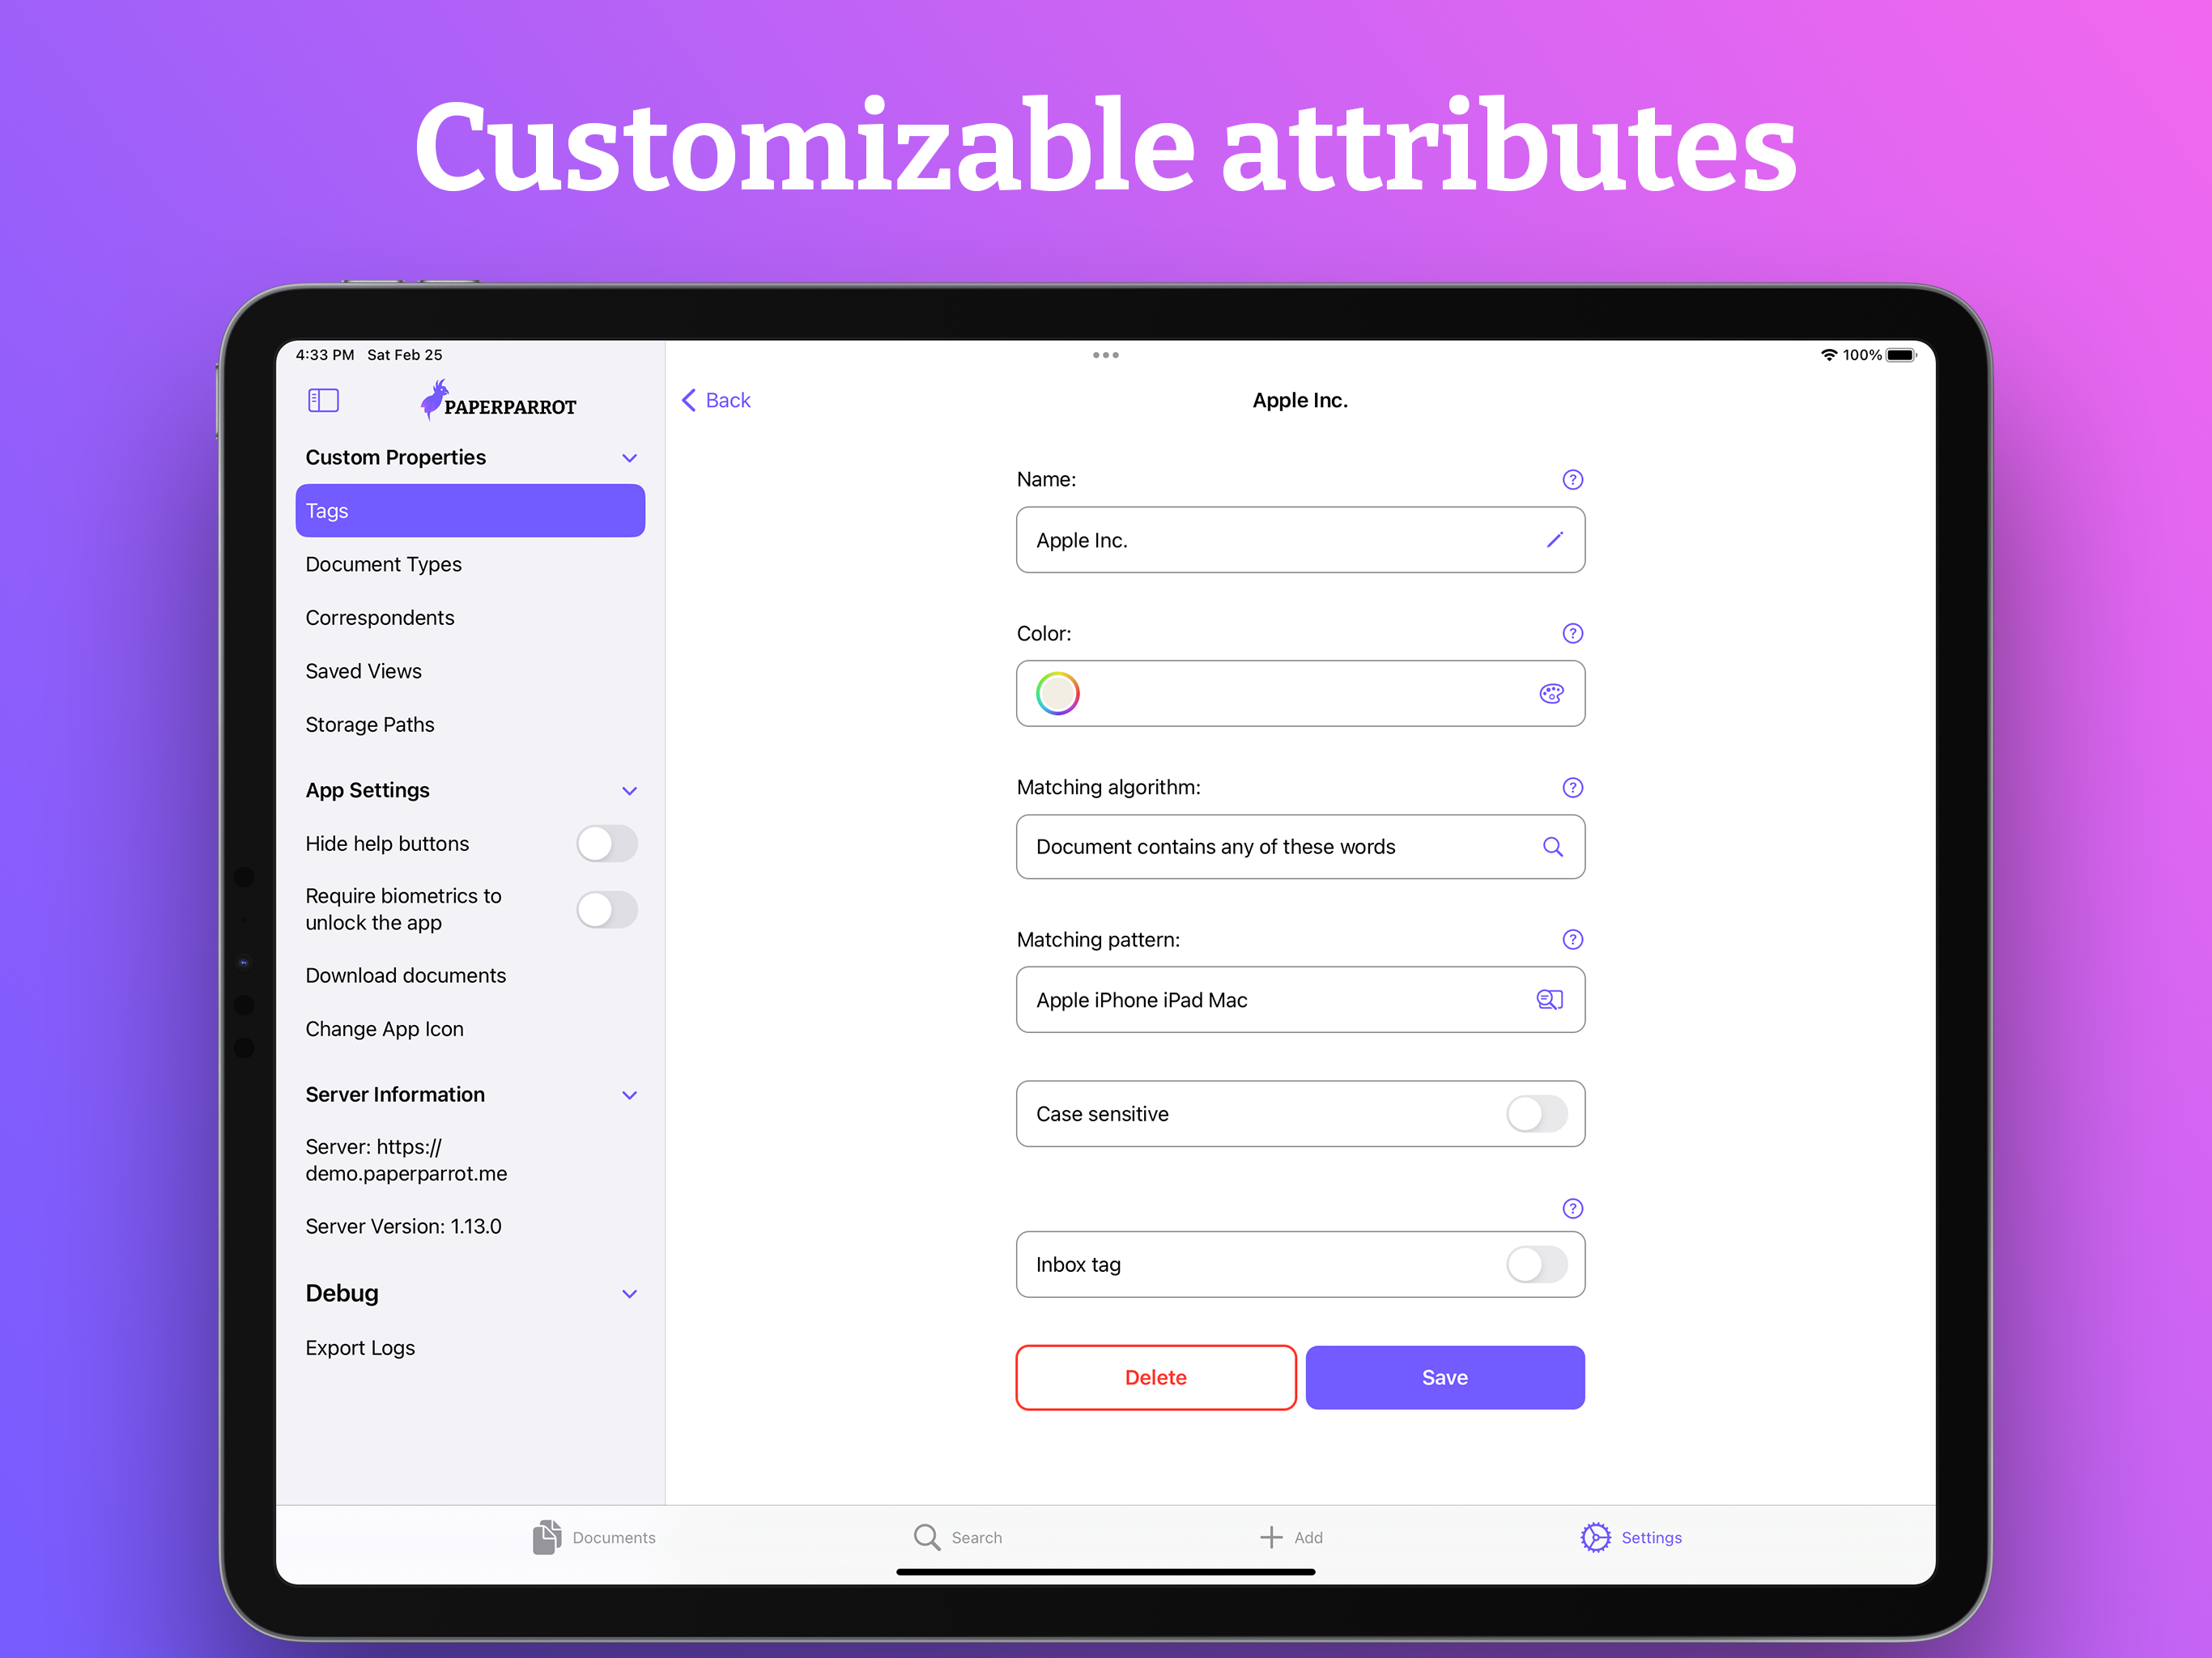 Customizable attributes
4:33 PM Sat Feb 25
100%
PAPERPARROT
Custom Properties
Tags
Document Types
Correspondents
Saved Views
Storage Paths
App Settings
Hide help buttons
Require biometrics to
unlock the app
Download documents
Change App Icon
Server Information
Server: https://
demo.paperparrot.me
Server Version: 1.13.0
Debug
Export Logs
Back
Apple Inc.
Name:
?
Apple Inc.
Color:
?
Matching algorithm:
?
Document contains any of these words
Matching pattern:
?
Apple iPhone iPad Mac
Case sensitive
?
Inbox tag
Delete
Save
Documents
Search
Add
Settings